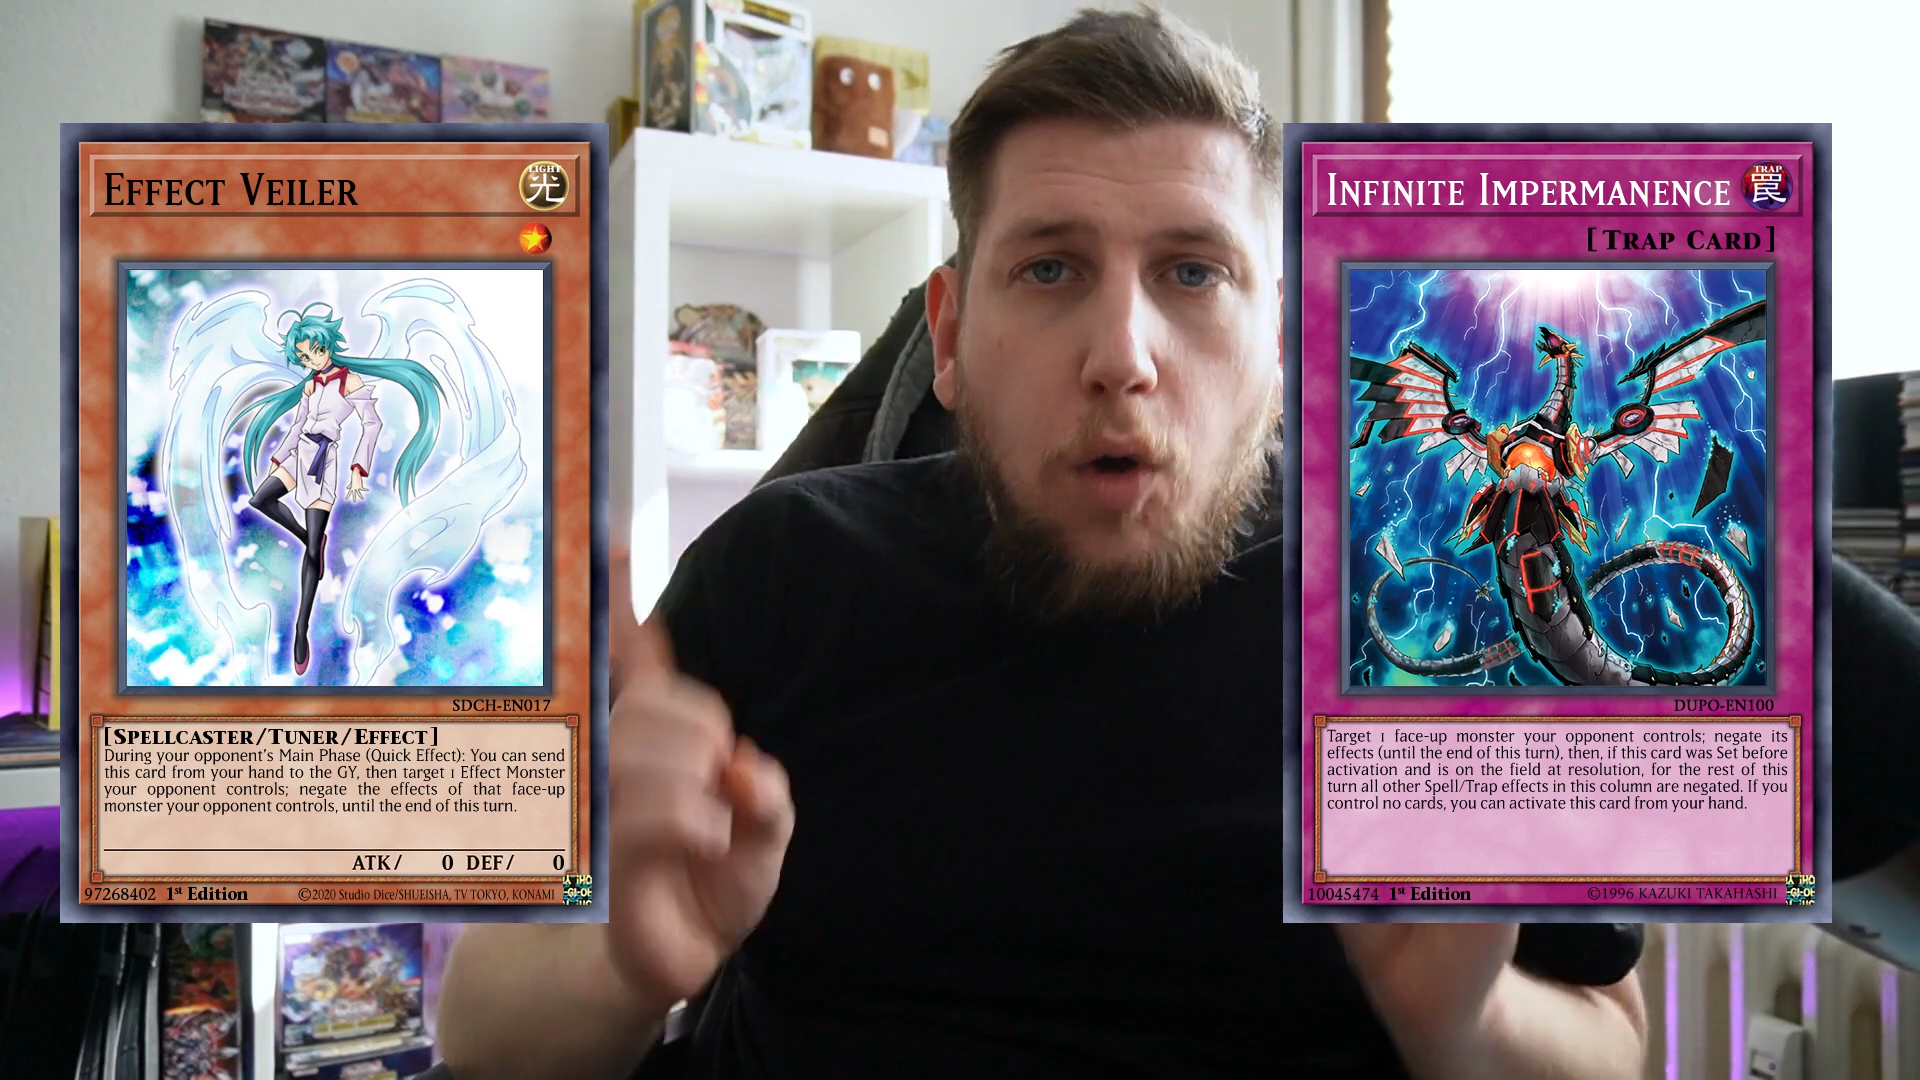 EFFECT VEILER
LIGHT
光
SDCH-EN017
[SPELLCASTER/TUNER/EFFECT]
During your opponent's Main Phase (Quick Effect): You can send
this card from your hand to the GY, then target 1 Effect Monster
your opponent controls; negate the effects of that face-up
monster your opponent controls, until the end of this turn.
ATK/ 0 DEF/ 0
97268402 1st Edition ©2020 Studio Dice/SHUEISHA, TV TOKYO, KONAMI
INFINITE IMPERMANENCE
TRAP
罠
[TRAP CARD]
DUPO-EN100
Target 1 face-up monster your opponent controls; negate its
effects (until the end of this turn), then, if this card was Set before
activation and is on the field at resolution, for the rest of this
turn all other Spell/Trap effects in this column are negated. If you
control no cards, you can activate this card from your hand.
10045474 1st Edition ©1996 KAZUKI TAKAHASHI